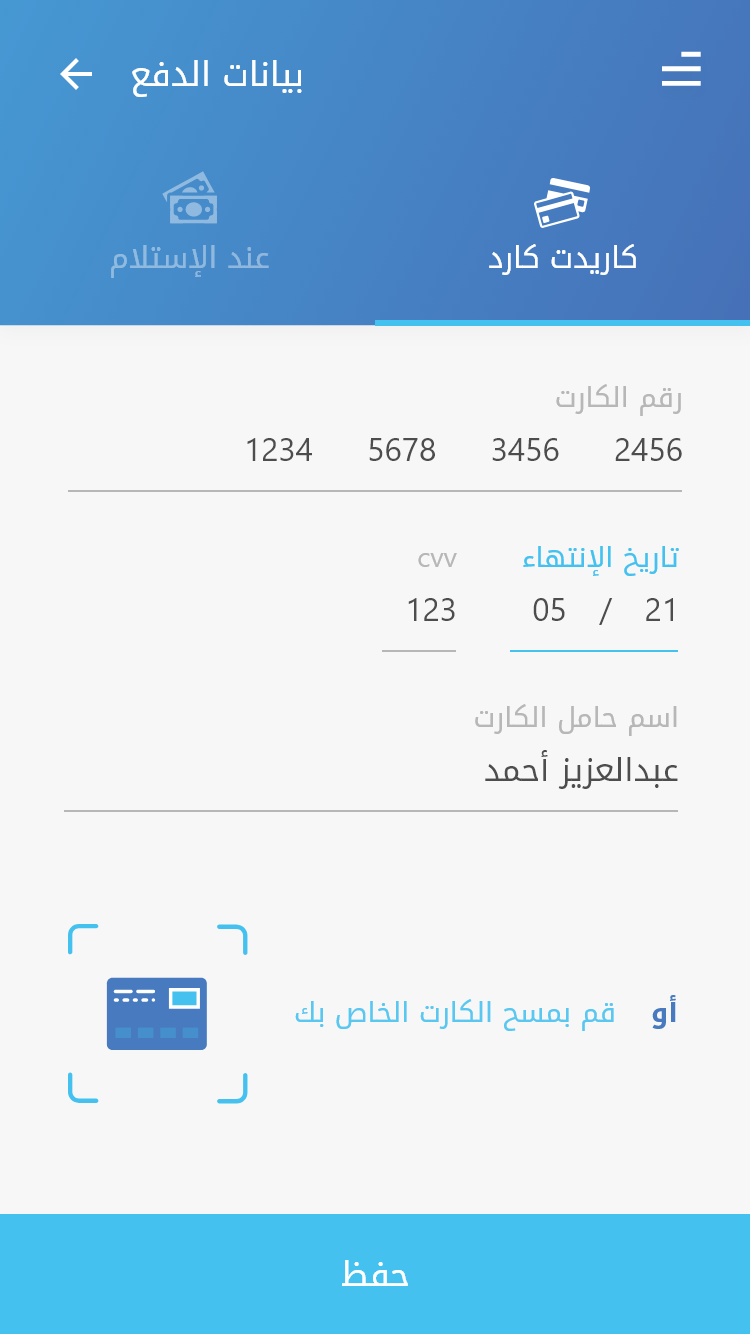 بيانات الدفع
كاريدت كارد
عند الإستلام
رقم الكارت
1234 5678 3456 2456
تاريخ الإنتهاء cvv
05 / 21 123
اسم حامل الكارت
عبدالعزيز أحمد
أو قم بمسح الكارت الخاص بك
حفظ